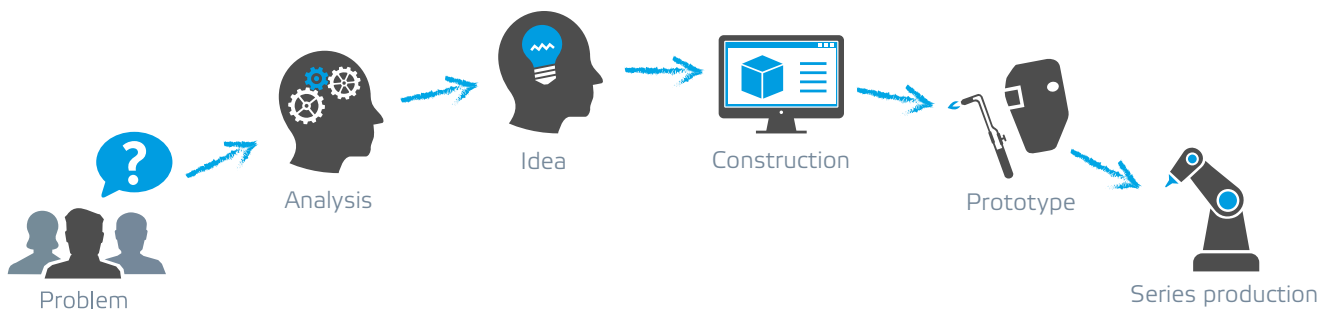 ?
Problem
Analysis
Idea
Construction
Prototype
Series production